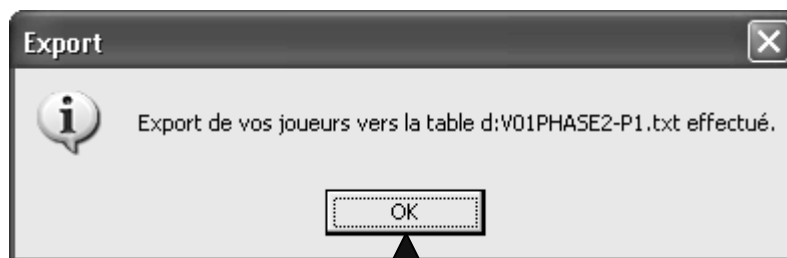 Export
Export de vos joueurs vers la table d:V01PHASE2-P1.txt effectué.
OK